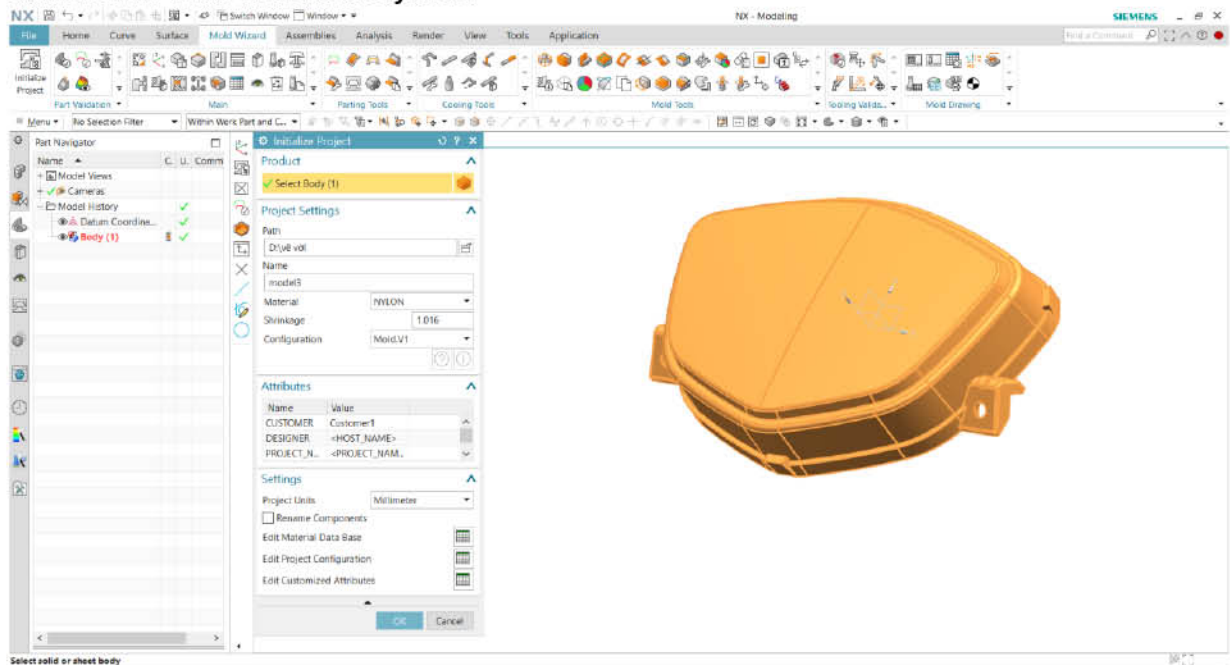 NX
Switch Window
Window
NX - Modeling
SIEMENS
File
Home
Curve
Surface
Mold Wizard
Assemblies
Analysis
Render
View
Tools
Application
Find a Command
Initialize
Project
Part Validation
Main
Parting Tools
Cooling Tools
Mold Tools
Tooling Valida...
Mold Drawing
Menu
No Selection Filter
Within Work Part and C...
Part Navigator
Name
C.
U.
Comm
Model Views
Cameras
Model History
Datum Coordine...
Body (1)
Initialize Project
Product
Select Body (1)
Project Settings
Path
D:\vẽ vời
Name
model3
Material
NYLON
Shrinkage
1.016
Configuration
Mold.V1
Attributes
Name
Value
CUSTOMER
Customer1
DESIGNER
<HOST_NAME>
PROJECT_N...
<PROJECT_NAM...
Settings
Project Units
Millimeter
Rename Components
Edit Material Data Base
Edit Project Configuration
Edit Customized Attributes
OK
Cancel
Select solid or sheet body